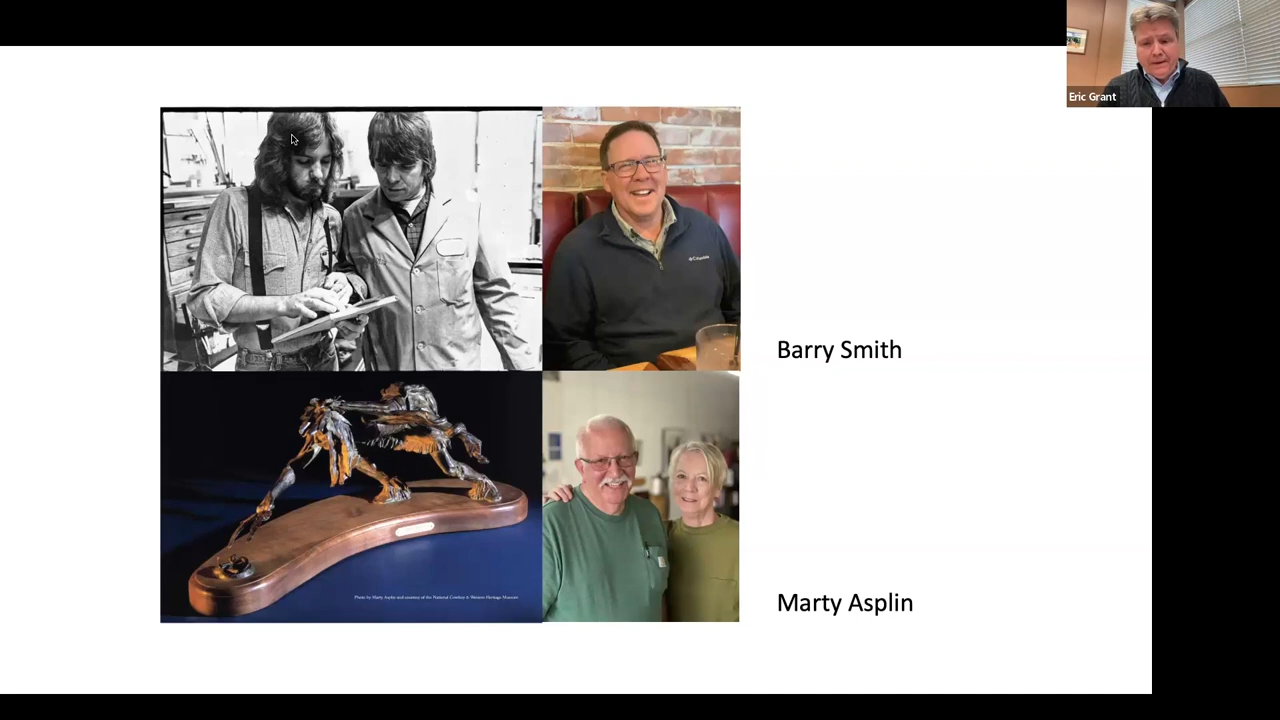 Eric Grant
Columbia
Barry Smith
Photo by Marty Asplin and courtesy of the National Cowboy & Western Heritage Museum
Marty Asplin